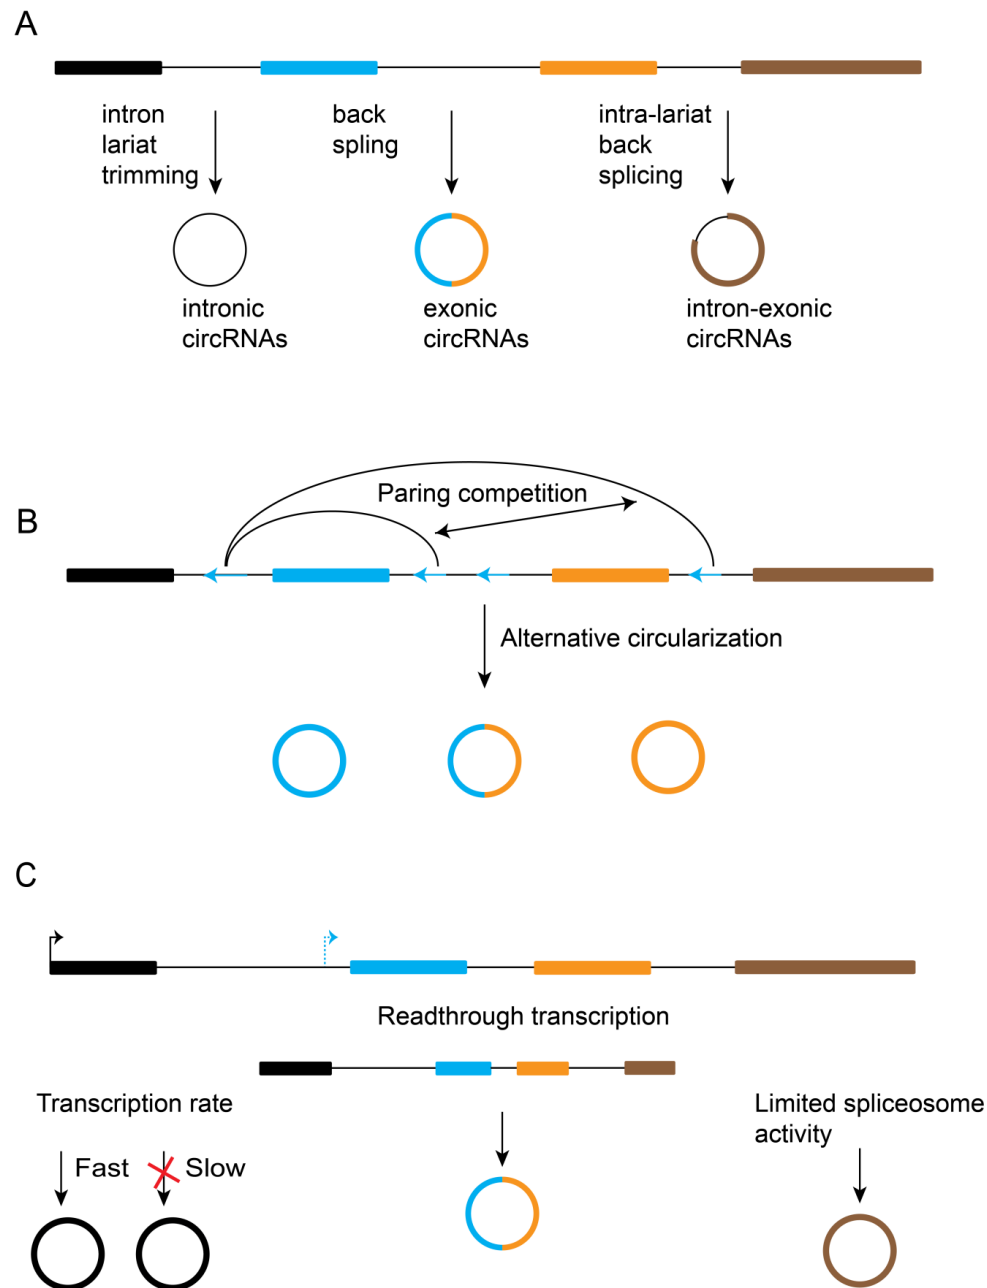 A
intron
lariat
trimming
back
spling
intra-lariat
back
splicing
intronic
circRNAs
exonic
circRNAs
intron-exonic
circRNAs
B
Paring competition
Alternative circularization
C
Readthrough transcription
Transcription rate
Fast
Slow
Limited spliceosome
activity